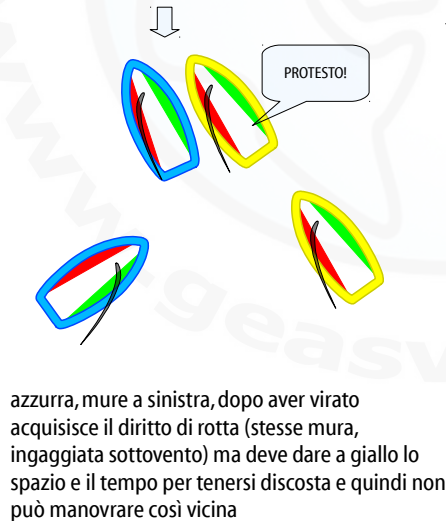 PROTESTO!
azzurra, mure a sinistra, dopo aver virato
acquisisce il diritto di rotta (stesse mura,
ingaggiata sottovento) ma deve dare a giallo lo
spazio e il tempo per tenersi discosta e quindi non
può manovrare così vicina